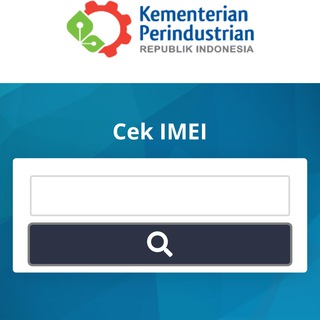 Kementerian
Perindustrian
REPUBLIK INDONESIA
Cek IMEI